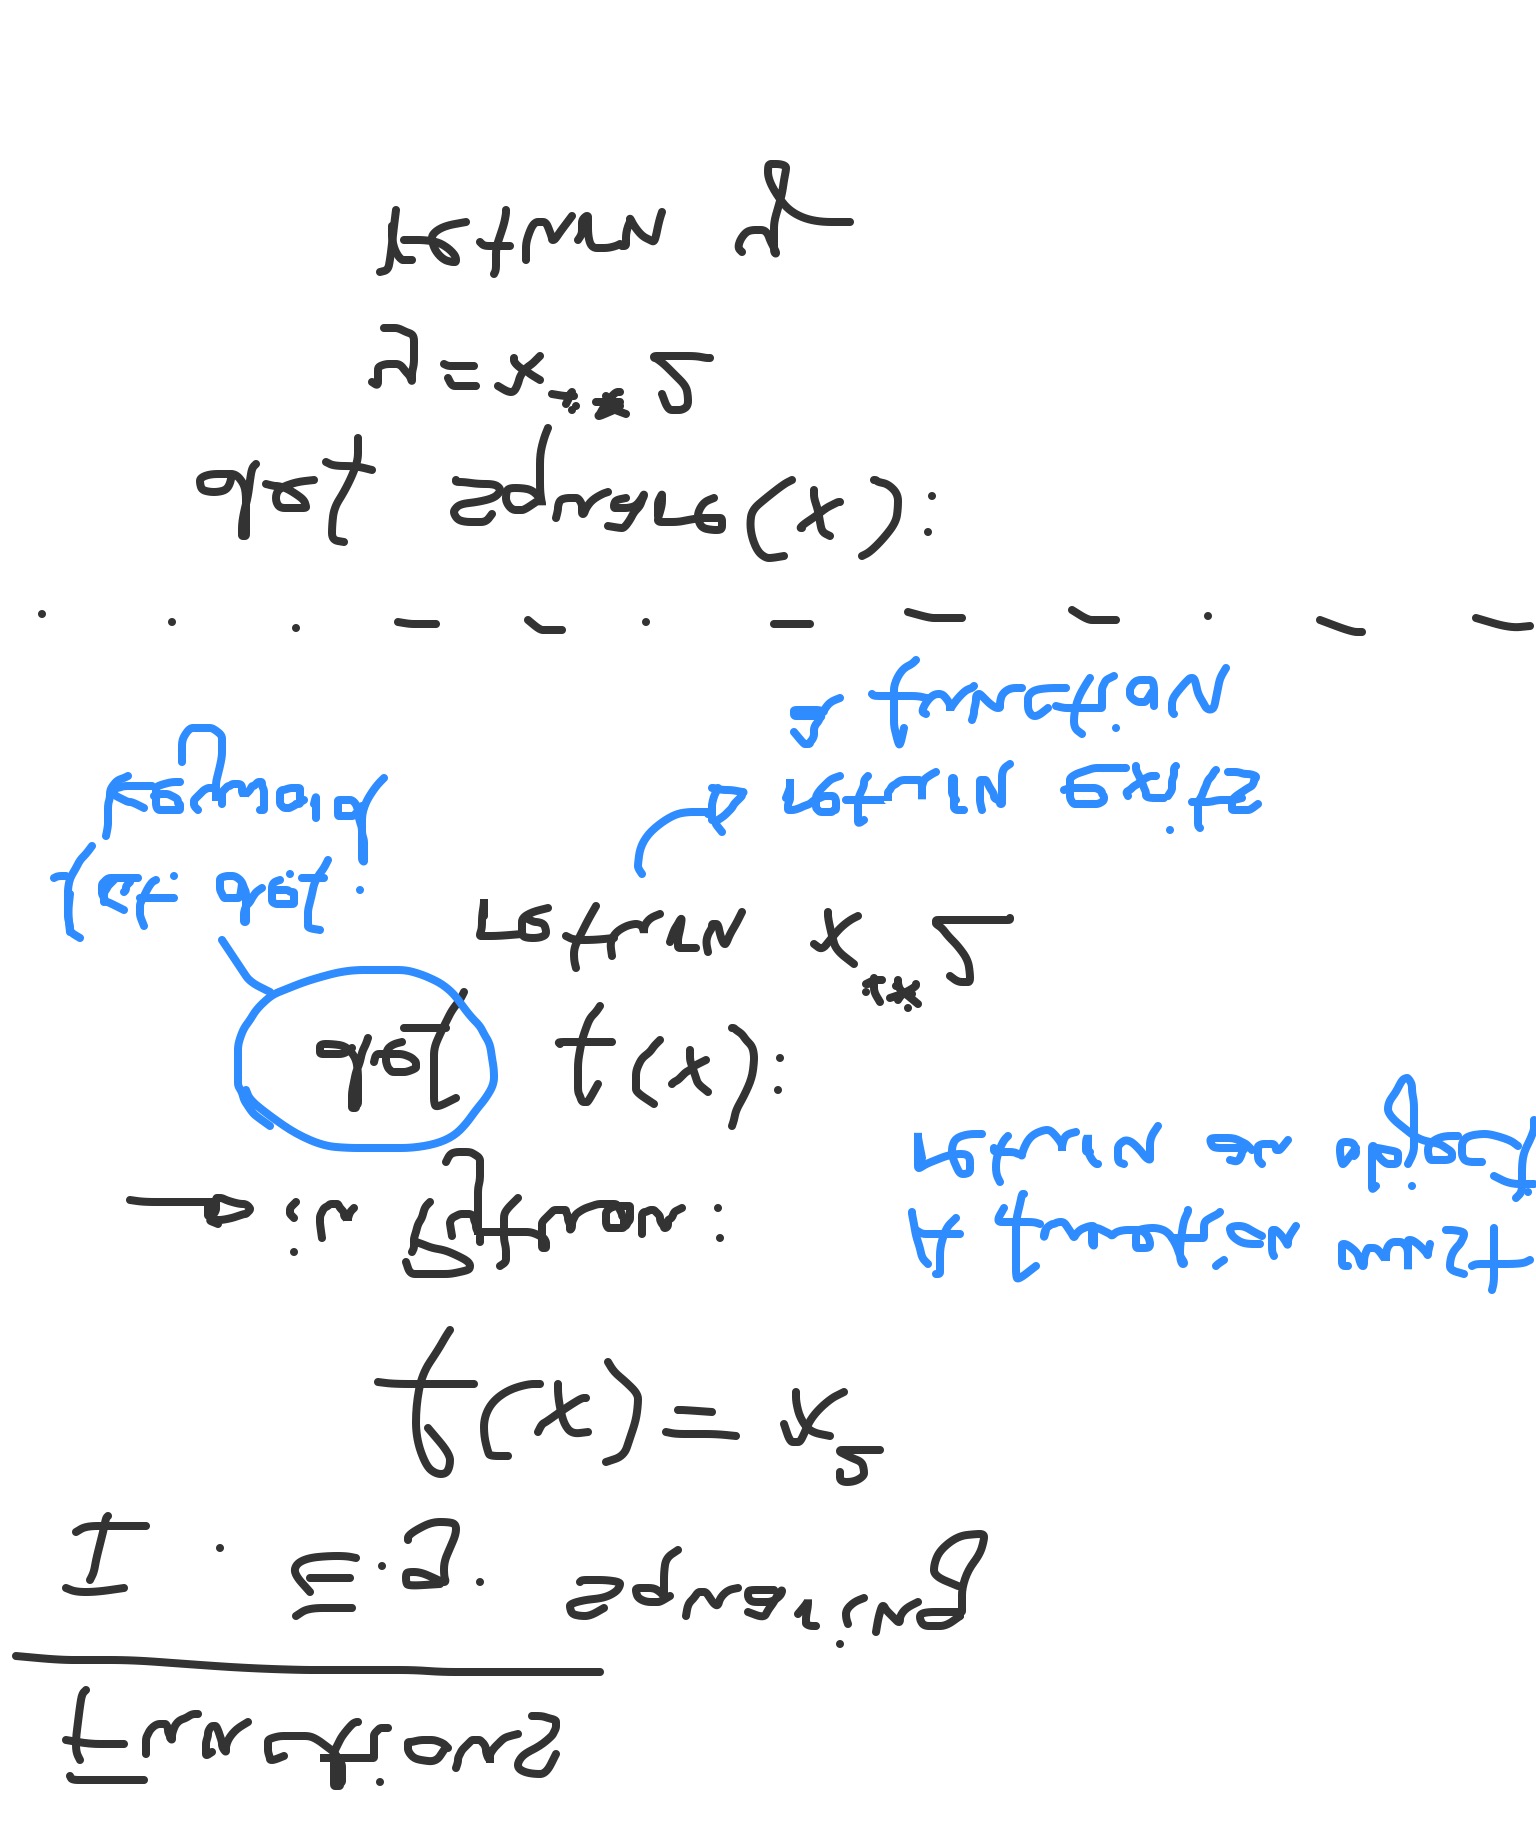 Functions
I. E.g. squaring
f(x) = x²
→ in Python:
A function must
return an object
def f(x):
return x**2
fct. def.
keyword
return exits
a function
def square(x):
y = x**2
return y